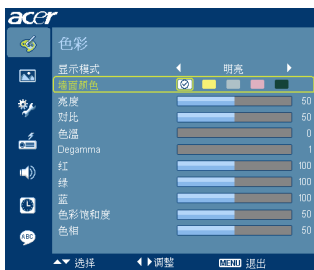 acer
色彩
显示模式 明亮
墙面颜色
亮度 50
对比 50
色温 0
Degamma 1
红 100
绿 100
蓝 100
色彩饱和度 50
色相 50
ABC
选择 调整 MENU 退出